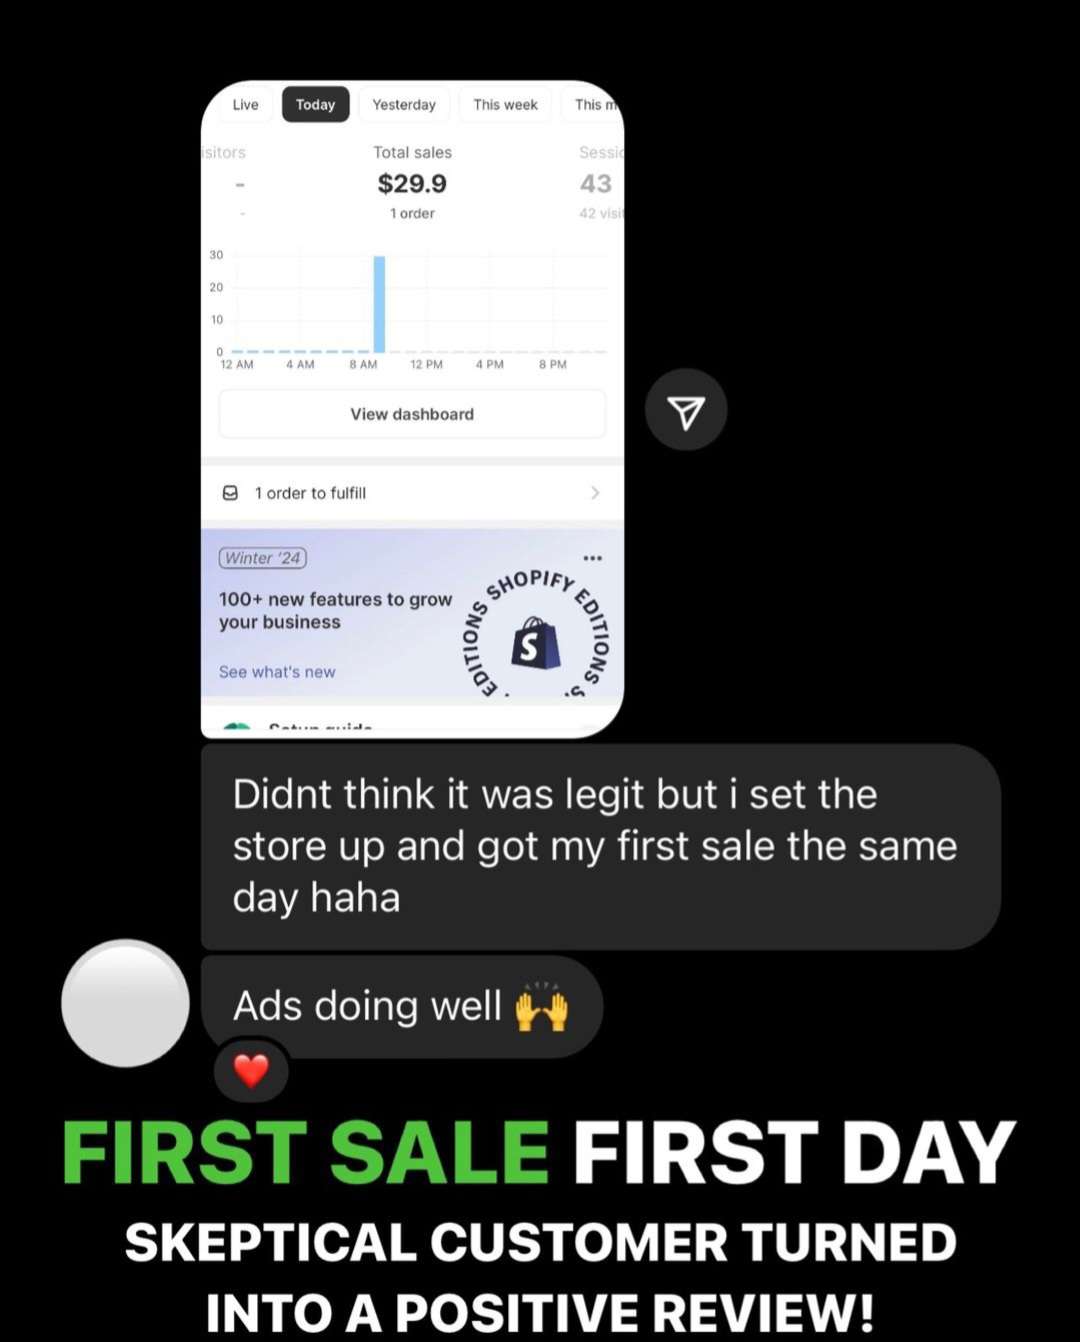 Live Today Yesterday This week This m
isitors Total sales Sessio
- $29.9 43
- 1 order 42 visit
30
20
10
0
12 AM 4 AM 8 AM 12 PM 4 PM 8 PM
View dashboard
1 order to fulfill
Winter '24
100+ new features to grow
your business
See what's new
EDITIONS SHOPIFY EDITIONS S
S
Setup guide
Didnt think it was legit but i set the
store up and got my first sale the same
day haha
Ads doing well 🙌
❤️
FIRST SALE FIRST DAY
SKEPTICAL CUSTOMER TURNED
INTO A POSITIVE REVIEW!